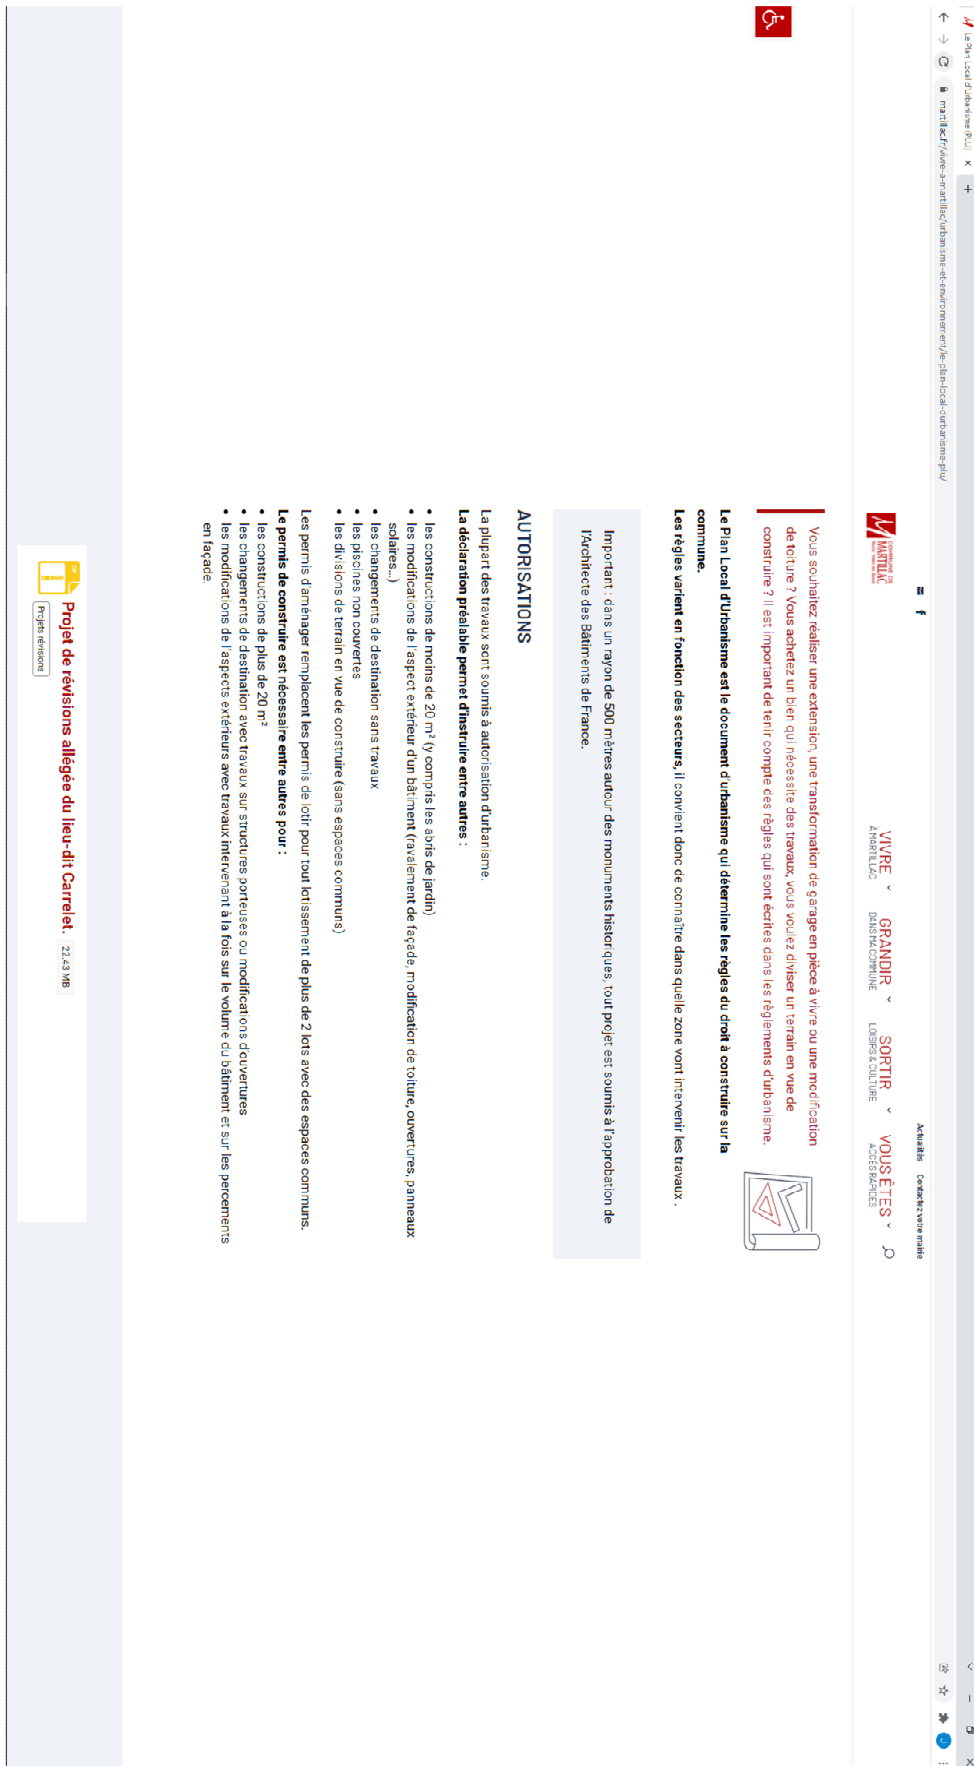 Le Plan Local d'Urbanisme (PLU)
martillac.fr/vivre-a-martillac/urbanisme-et-environnement/le-plan-local-durbanisme-plu/
f
Actualités Contactez votre mairie
COMMUNE DE
MARTILLAC
VIVRE
À MARTILLAC
GRANDIR
DANS MA COMMUNE
SORTIR
LOISIRS & CULTURE
VOUS ÊTES
ACCÈS RAPIDES
Vous souhaitez réaliser une extension, une transformation de garage en pièce à vivre ou une modification
de toiture ? Vous achetez un bien qui nécessite des travaux, vous voulez diviser un terrain en vue de
construire ? Il est important de tenir compte des règles qui sont écrites dans les règlements d'urbanisme.
Le Plan Local d'Urbanisme est le document d'urbanisme qui détermine les règles du droit à construire sur la
commune.
Les règles varient en fonction des secteurs, il convient donc de connaître dans quelle zone vont intervenir les travaux .
Important : dans un rayon de 500 mètres autour des monuments historiques, tout projet est soumis à l'approbation de
l'Architecte des Bâtiments de France.
AUTORISATIONS
La plupart des travaux sont soumis à autorisation d'urbanisme.
La déclaration préalable permet d'instruire entre autres :
• les constructions de moins de 20 m² (y compris les abris de jardin)
• les modifications de l'aspect extérieur d'un bâtiment (ravalement de façade, modification de toiture, ouvertures, panneaux
solaires...)
• les changements de destination sans travaux
• les piscines non couvertes
• les divisions de terrain en vue de construire (sans espaces communs)
Les permis d'aménager remplacent les permis de lotir pour tout lotissement de plus de 2 lots avec des espaces communs.
Le permis de construire est nécessaire entre autres pour :
• les constructions de plus de 20 m²
• les changements de destination avec travaux sur structures porteuses ou modifications d'ouvertures
• les modifications de l'aspects extérieurs avec travaux intervenant à la fois sur le volume du bâtiment et sur les percements
en façade.
ZIP
Projet de révisions allégée du lieu-dit Carrelet. 22.43 MB
Projets révisions